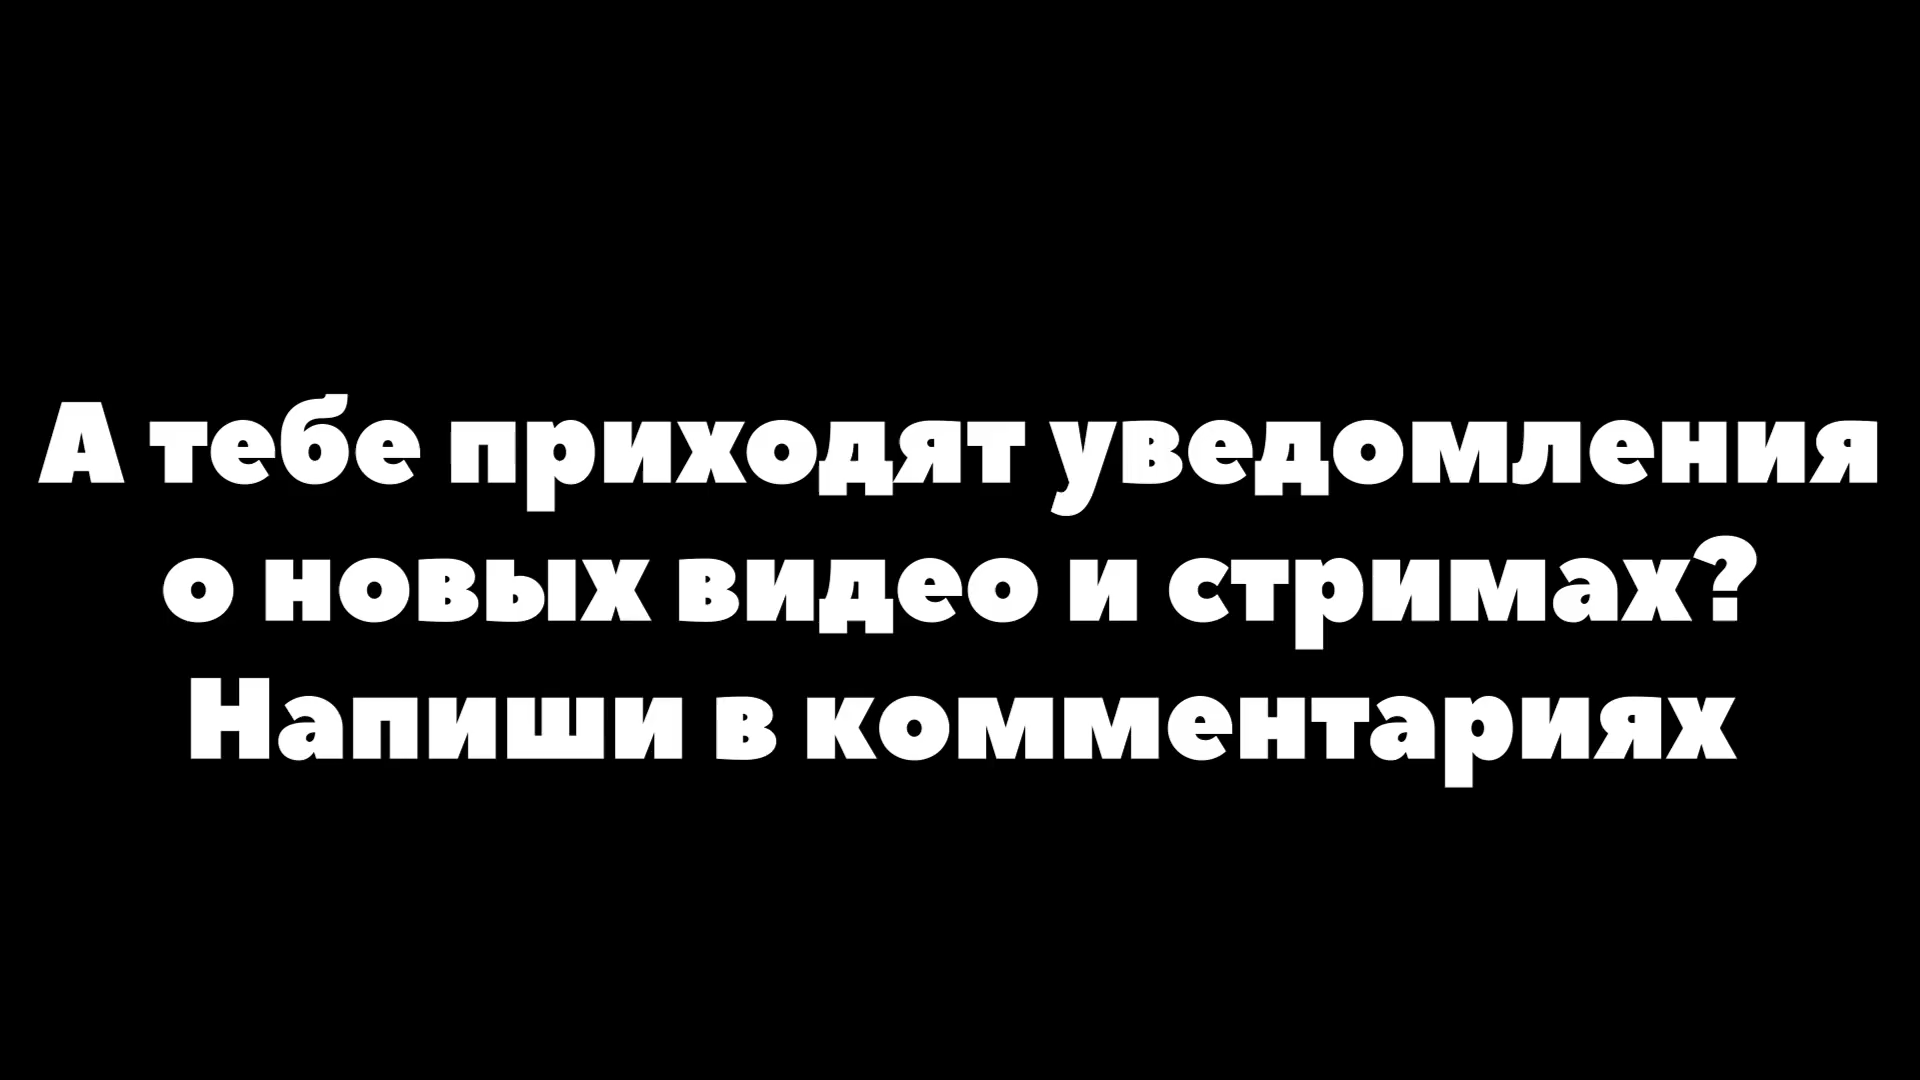 А тебе приходят уведомления
о новых видео и стримах?
Напиши в комментариях